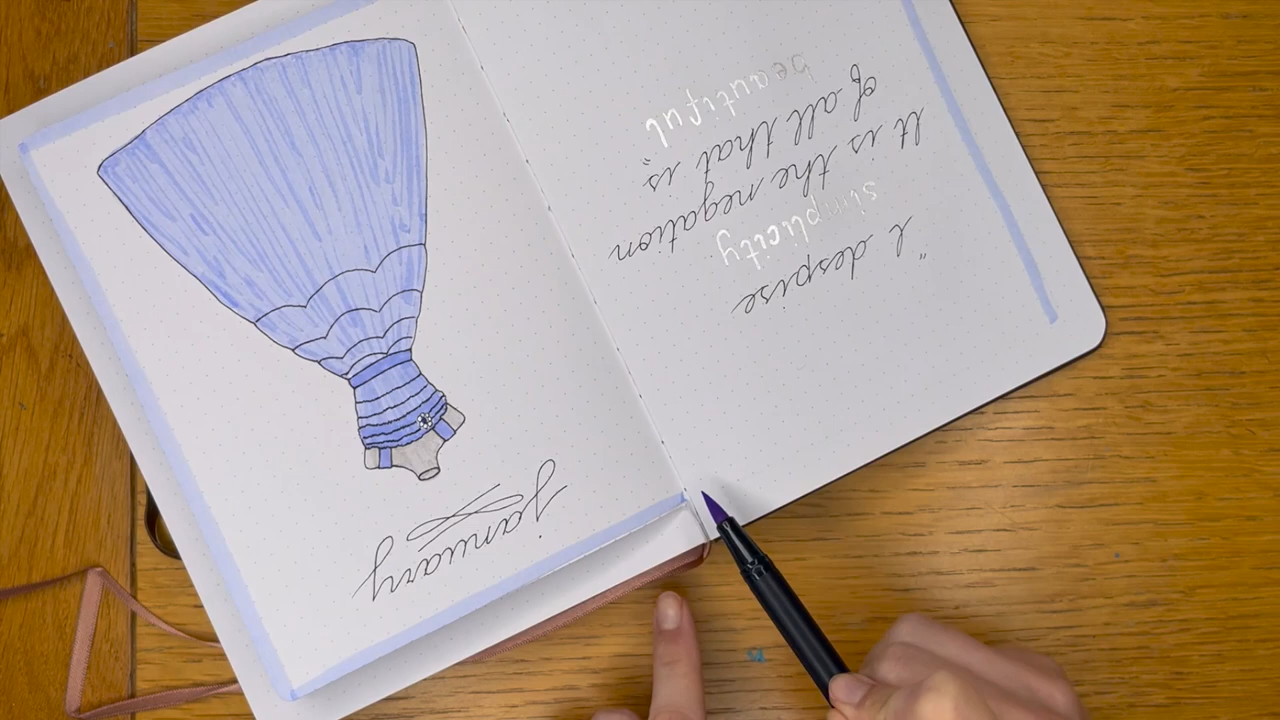 January
"I despise
simplicity.
It is the negation
of all that is
beautiful"